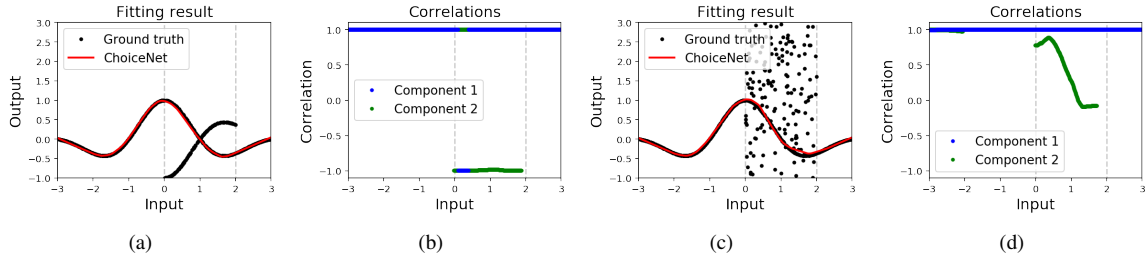 Fitting result
Output
3.0
2.5
2.0
1.5
1.0
0.5
0.0
−0.5
−1.0
Ground truth
ChoiceNet
−3 −2 −1 0 1 2 3
Input
(a)
Correlations
Correlation
1.0
0.5
0.0
−0.5
−1.0
Component 1
Component 2
−3 −2 −1 0 1 2 3
Input
(b)
Fitting result
Output
3.0
2.5
2.0
1.5
1.0
0.5
0.0
−0.5
−1.0
Ground truth
ChoiceNet
−3 −2 −1 0 1 2 3
Input
(c)
Correlations
Correlation
1.0
0.5
0.0
−0.5
−1.0
Component 1
Component 2
−3 −2 −1 0 1 2 3
Input
(d)